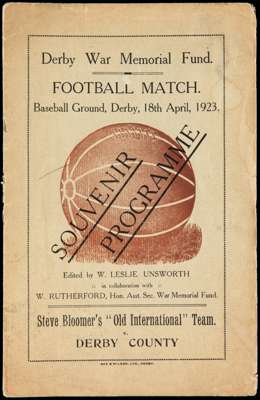 Derby War Memorial Fund.
FOOTBALL MATCH.
Baseball Ground, Derby, 18th April, 1923.
SOUVENIR
PROGRAMME
Edited by W. LESLIE UNSWORTH
in collaboration with
W. RUTHERFORD, Hon. Asst. Sec. War Memorial Fund.
Steve Bloomer's "Old International" Team.
v.
DERBY COUNTY